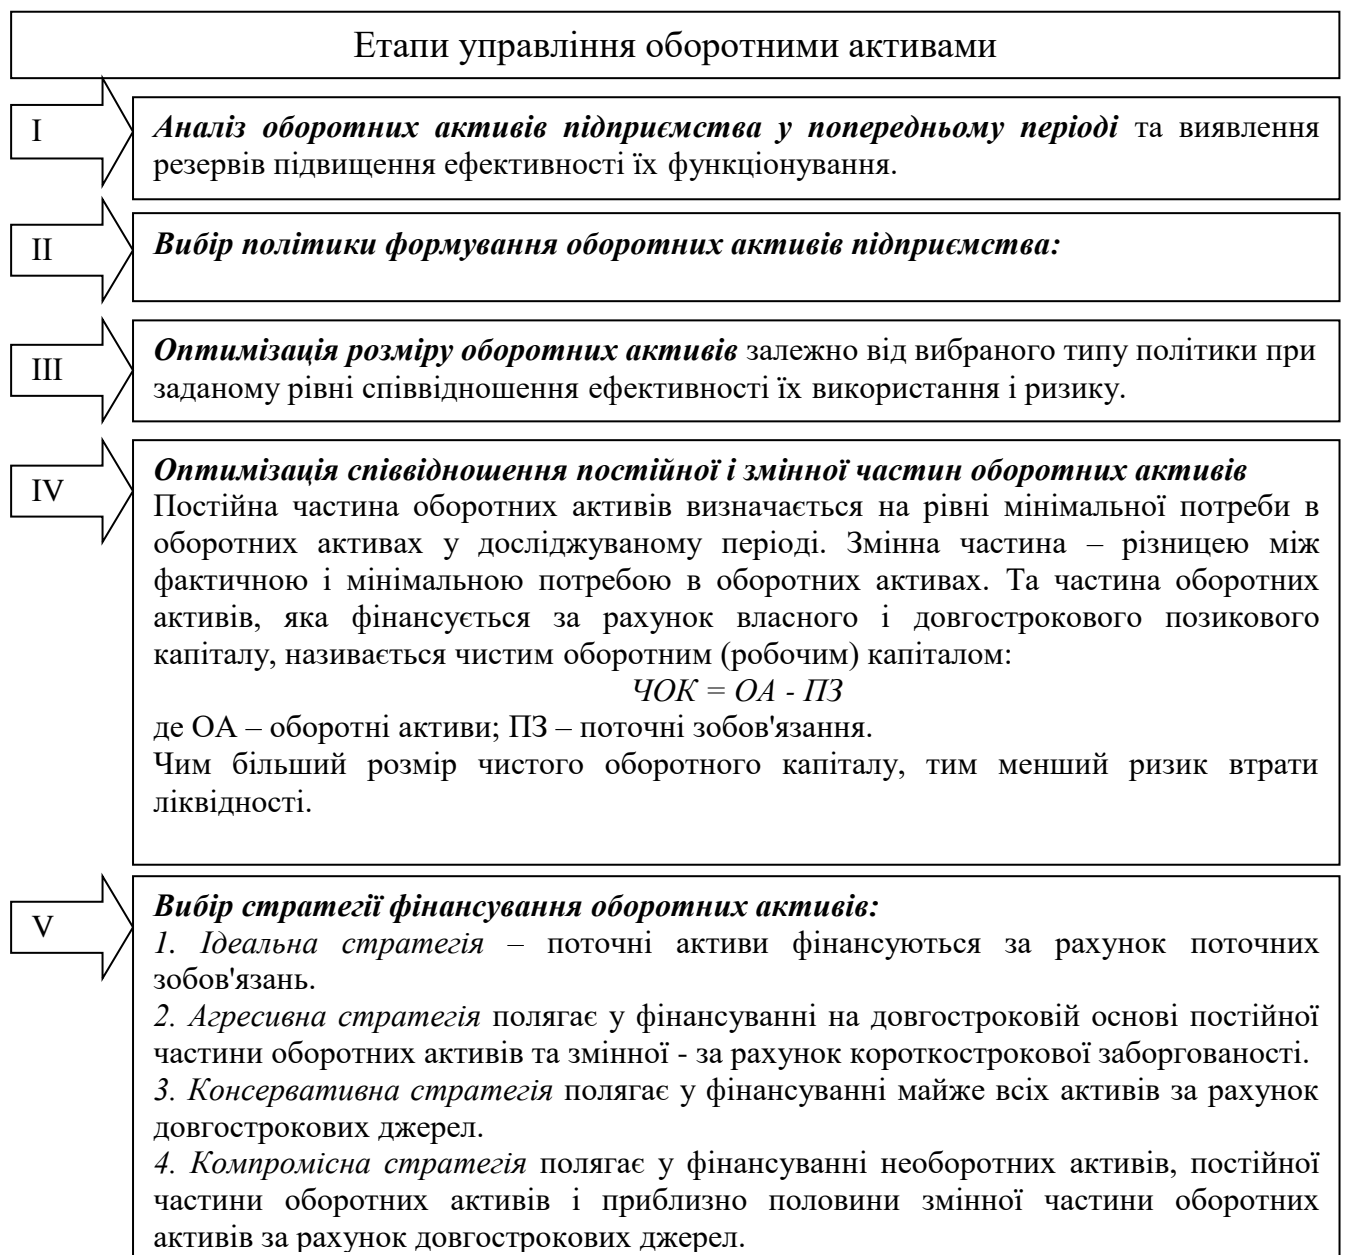 Етапи управління оборотними активами
I
Аналіз оборотних активів підприємства у попередньому періоді та виявлення
резервів підвищення ефективності їх функціонування.
II
Вибір політики формування оборотних активів підприємства:
III
Оптимізація розміру оборотних активів залежно від вибраного типу політики при
заданому рівні співвідношення ефективності їх використання і ризику.
IV
Оптимізація співвідношення постійної і змінної частин оборотних активів
Постійна частина оборотних активів визначається на рівні мінімальної потреби в
оборотних активах у досліджуваному періоді. Змінна частина – різницею між
фактичною і мінімальною потребою в оборотних активах. Та частина оборотних
активів, яка фінансується за рахунок власного і довгострокового позикового
капіталу, називається чистим оборотним (робочим) капіталом:
ЧОК = ОА - ПЗ
де ОА – оборотні активи; ПЗ – поточні зобов'язання.
Чим більший розмір чистого оборотного капіталу, тим менший ризик втрати
ліквідності.
V
Вибір стратегії фінансування оборотних активів:
1. Ідеальна стратегія – поточні активи фінансуються за рахунок поточних
зобов'язань.
2. Агресивна стратегія полягає у фінансуванні на довгостроковій основі постійної
частини оборотних активів та змінної - за рахунок короткострокової заборгованості.
3. Консервативна стратегія полягає у фінансуванні майже всіх активів за рахунок
довгострокових джерел.
4. Компромісна стратегія полягає у фінансуванні необоротних активів, постійної
частини оборотних активів і приблизно половини змінної частини оборотних
активів за рахунок довгострокових джерел.